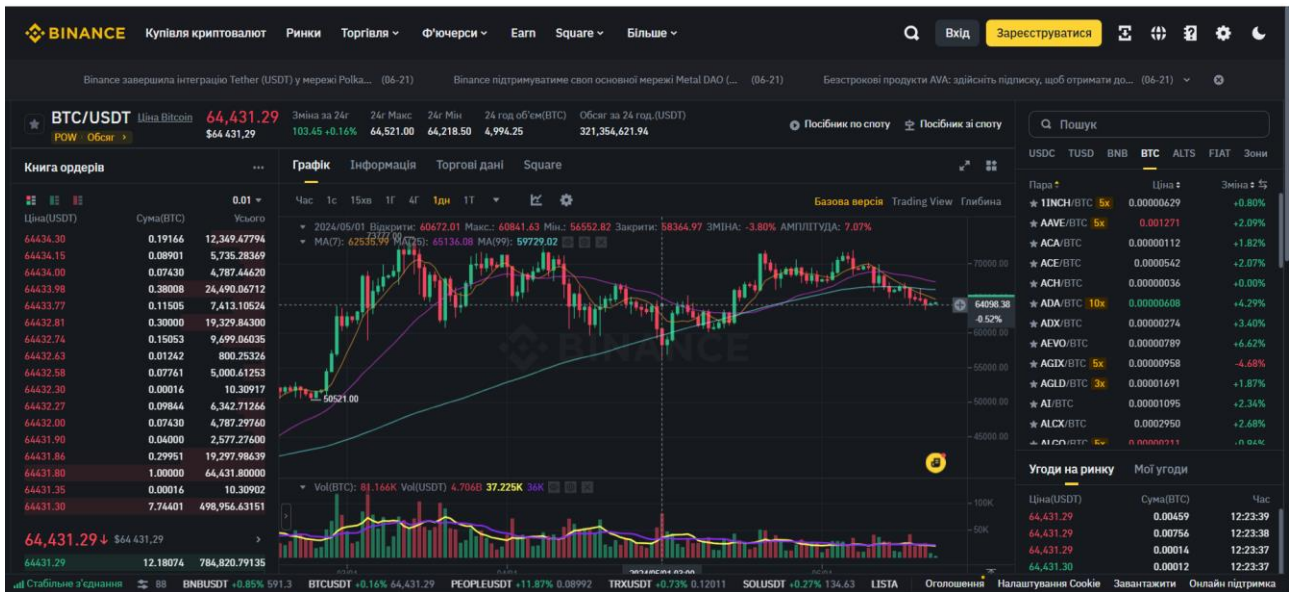 BINANCE Купівля криптовалют Ринки Торгівля Ф'ючерси Earn Square Більше Вхід Зареєструватися
Binance завершила інтеграцію Tether (USDT) у мережі Polka... (06-21) Binance підтримуватиме своп основної мережі Metal DAO (... (06-21) Безстрокові продукти AVA: здійсніть підписку, щоб отримати до... (06-21)
BTC/USDT Ціна Bitcoin 64,431.29 $64 431,29
POW Обсяг
Зміна за 24г 24г Макс 24г Мін 24 год об'єм(BTC) Обсяг за 24 год.(USDT)
103.45 +0.16% 64,521.00 64,218.50 4,994.25 321,354,621.94
Посібник по споту Посібник зі споту
Книга ордерів ...
0.01
Ціна(USDT) Сума(BTC) Усього
64434.30 0.19166 12,349.47794
64434.15 0.08901 5,735.28369
64434.00 0.07430 4,787.44620
64433.98 0.38008 24,490.06712
64433.77 0.11505 7,413.10524
64432.81 0.30000 19,329.84300
64432.74 0.15053 9,699.06035
64432.63 0.01242 800.25326
64432.58 0.07761 5,000.61253
64432.30 0.00016 10.30917
64432.27 0.09844 6,342.71266
64432.00 0.07430 4,787.29760
64431.90 0.04000 2,577.27600
64431.86 0.29951 19,297.98639
64431.80 1.00000 64,431.80000
64431.35 0.00016 10.30902
64431.30 7.74401 498,956.63151
64,431.29↓ $64 431,29
64431.29 12.18074 784,820.79135
Графік Інформація Торгові дані Square
Час 1с 15хв 1Г 4Г 1дн 1Т
Базова версія Trading View Глибина
2024/05/01 Відкрити: 60672.01 Макс.: 60841.63 Мін.: 56552.82 Закрити: 58364.97 ЗМІНА: -3.80% АМПЛІТУДА: 7.07%
MA(7): 62535.99 MA(25): 65136.08 MA(99): 59729.02
73777.00
70000.00
64098.38
-0.52%
60000.00
55000.00
50000.00
45000.00
50521.00
BINANCE
Vol(BTC): 81.166K Vol(USDT) 4.706B 37.225K 36K
100K
50K
2024/05/01 03:00
Пошук
USDC TUSD BNB BTC ALTS FIAT Зони
Пара Ціна Зміна
1INCH/BTC 5x 0.00000629 +0.80%
AAVE/BTC 5x 0.001271 +2.09%
ACA/BTC 0.00000112 +1.82%
ACE/BTC 0.0000542 +2.07%
ACH/BTC 0.00000036 +0.00%
ADA/BTC 10x 0.00000608 +4.29%
ADX/BTC 0.00000274 +3.40%
AEVO/BTC 0.00000789 +6.62%
AGIX/BTC 5x 0.00000958 -4.68%
AGLD/BTC 3x 0.00001691 +1.87%
AI/BTC 0.00001095 +2.34%
ALCX/BTC 0.0002950 +2.68%
ALGO/BTC 5x 0.00000211 +0.96%
Угоди на ринку Мої угоди
Ціна(USDT) Сума(BTC) Час
64,431.29 0.00459 12:23:39
64,431.29 0.00756 12:23:38
64,431.29 0.00014 12:23:37
64,431.30 0.00012 12:23:37
Стабільне з'єднання 88 BNBUSDT +0.85% 591.3 BTCUSDT +0.16% 64,431.29 PEOPLEUSDT +11.87% 0.08992 TRXUSDT +0.73% 0.12011 SOLUSDT +0.27% 134.63 LISTA Оголошення Налаштування Cookie Завантажити Онлайн підтримка